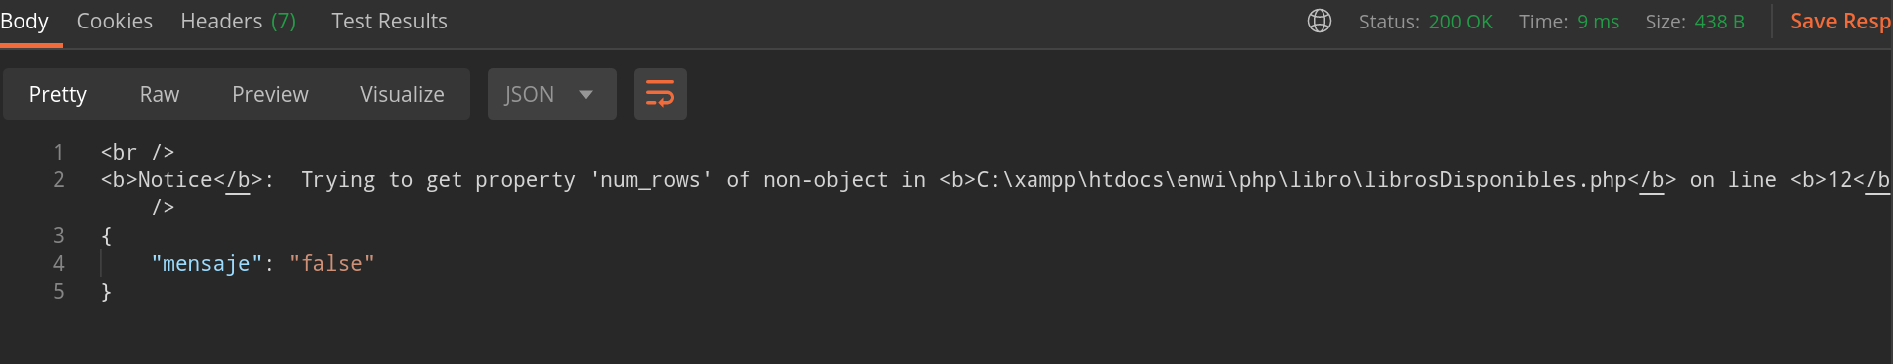 Body Cookies Headers (7) Test Results Status: 200 OK Time: 9 ms Size: 438 B Save Resp
Pretty Raw Preview Visualize JSON
1 <br />
2 <b>Notice</b>:  Trying to get property 'num_rows' of non-object in <b>C:\xampp\htdocs\enwi\php\libro\librosDisponibles.php</b> on line <b>12</b
/>
3 {
4 "mensaje": "false"
5 }